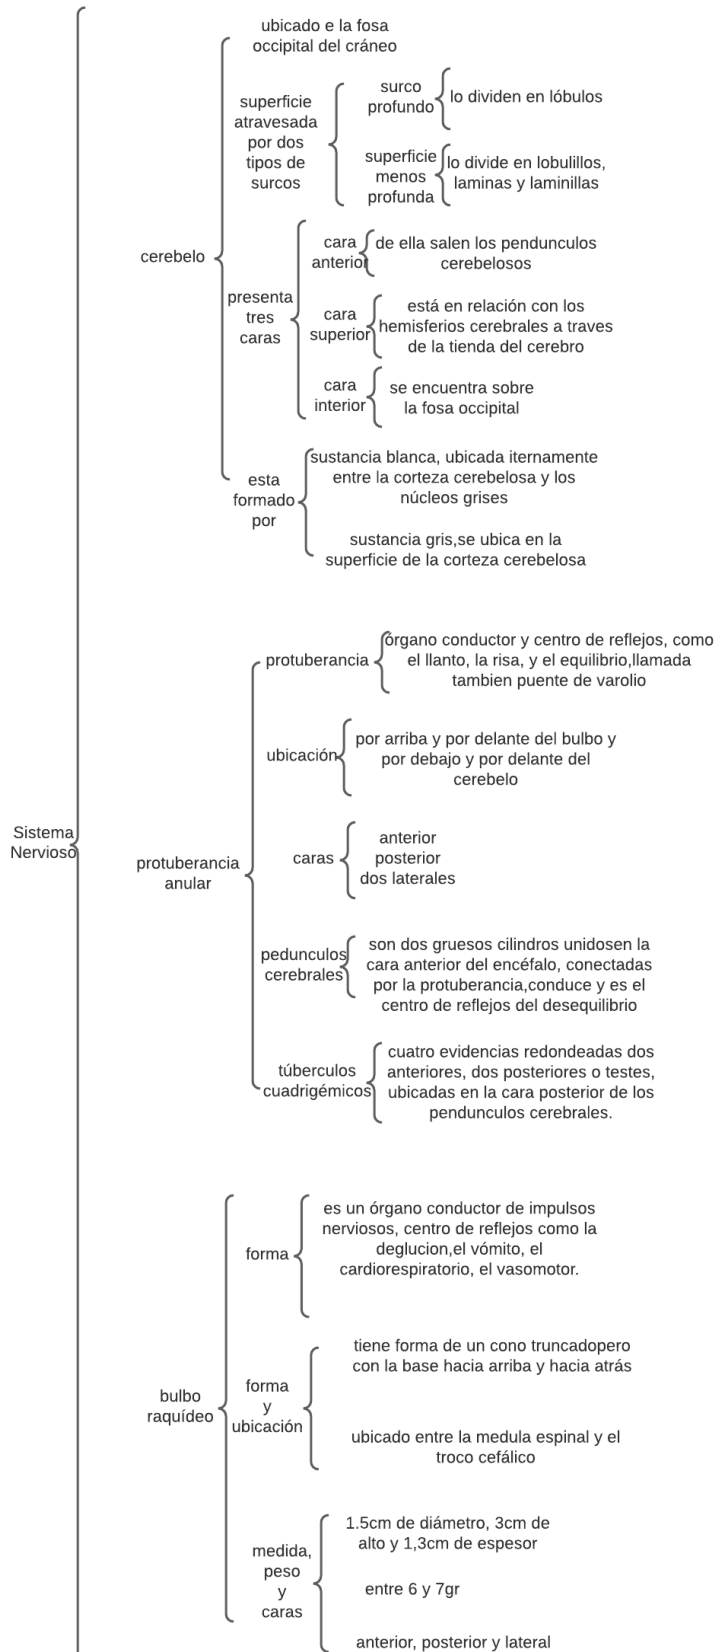 ubicado e la fosa
occipital del cráneo
superficie
atravesada
por dos
tipos de
surcos
surco
profundo
lo dividen en lóbulos
superficie
menos
profunda
lo divide en lobulillos,
laminas y laminillas
cerebelo
presenta
tres
caras
cara
anterior
de ella salen los pendunculos
cerebelosos
cara
superior
está en relación con los
hemisferios cerebrales a traves
de la tienda del cerebro
cara
interior
se encuentra sobre
la fosa occipital
esta
formado
por
sustancia blanca, ubicada iternamente
entre la corteza cerebelosa y los
núcleos grises
sustancia gris,se ubica en la
superficie de la corteza cerebelosa
Sistema
Nervioso
protuberancia
anular
protuberancia
órgano conductor y centro de reflejos, como
el llanto, la risa, y el equilibrio,llamada
tambien puente de varolio
ubicación
por arriba y por delante del bulbo y
por debajo y por delante del
cerebelo
caras
anterior
posterior
dos laterales
pedunculos
cerebrales
son dos gruesos cilindros unidosen la
cara anterior del encéfalo, conectadas
por la protuberancia,conduce y es el
centro de reflejos del desequilibrio
túberculos
cuadrigémicos
cuatro evidencias redondeadas dos
anteriores, dos posteriores o testes,
ubicadas en la cara posterior de los
pendunculos cerebrales.
bulbo
raquídeo
forma
es un órgano conductor de impulsos
nerviosos, centro de reflejos como la
deglucion,el vómito, el
cardiorespiratorio, el vasomotor.
forma
y
ubicación
tiene forma de un cono truncadopero
con la base hacia arriba y hacia atrás
ubicado entre la medula espinal y el
troco cefálico
medida,
peso
y
caras
1.5cm de diámetro, 3cm de
alto y 1,3cm de espesor
entre 6 y 7gr
anterior, posterior y lateral